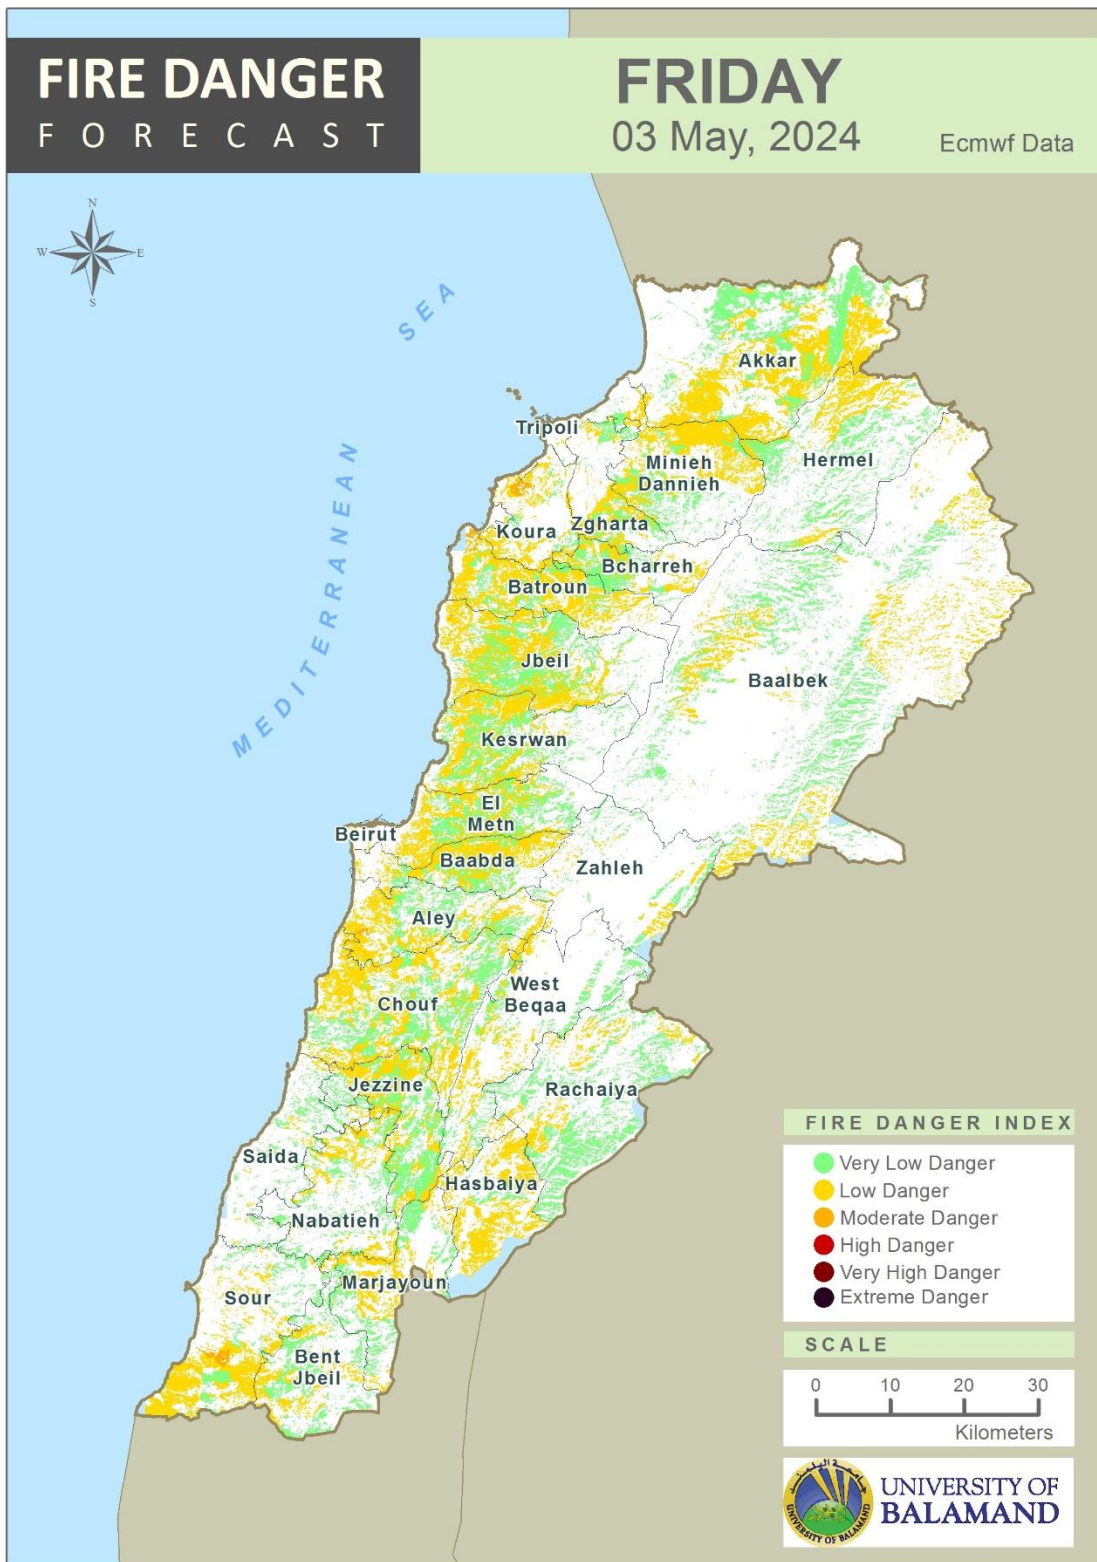 FIRE DANGER
FORECAST
FRIDAY
03 May, 2024
Ecmwf Data
N
W
E
S
MEDITERRANEAN SEA
Akkar
Tripoli
Minieh
Dannieh
Hermel
Koura
Zgharta
Bcharreh
Batroun
Jbeil
Baalbek
Kesrwan
El
Metn
Beirut
Baabda
Zahleh
Aley
West
Beqaa
Chouf
Jezzine
Rachaiya
Saida
Hasbaiya
Nabatieh
Marjayoun
Sour
Bent
Jbeil
FIRE DANGER INDEX
Very Low Danger
Low Danger
Moderate Danger
High Danger
Very High Danger
Extreme Danger
SCALE
0 10 20 30
Kilometers
UNIVERSITY OF
BALAMAND
UNIVERSITY OF BALAMAND